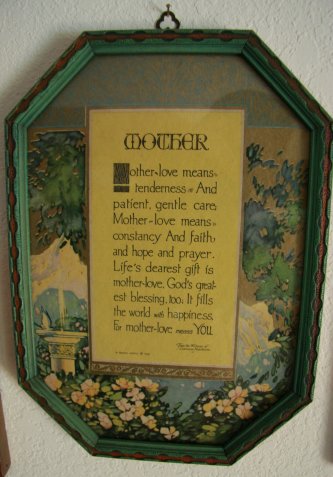 MOTHER
Mother-love means
tenderness And
patient, gentle care;
Mother-love means
constancy And faith,
and hope and prayer.
Life's dearest gift is
mother-love, God's great-
est blessing, too; It fills
the world with happiness,
For mother-love means YOU.